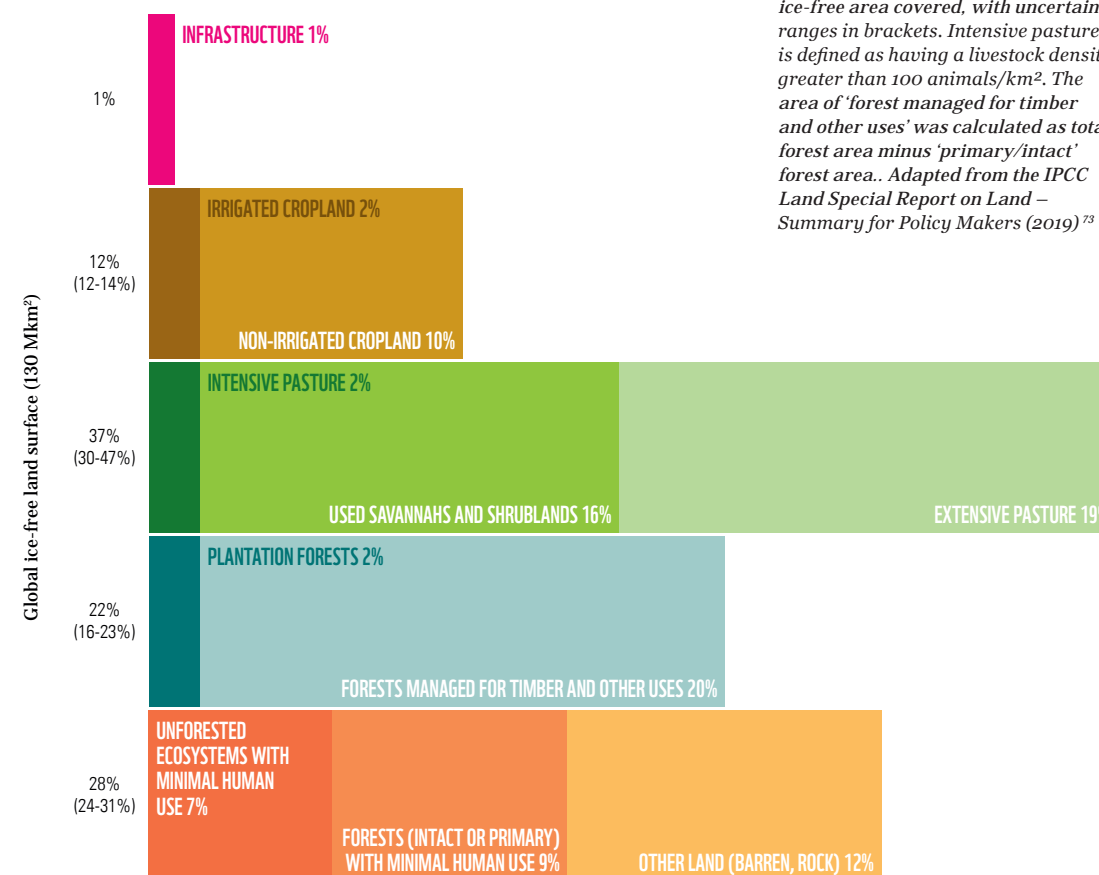 ice-free area covered, with
ranges in brackets. Intensive pasture
is defined as having a livestock
greater than 100 animals/km². The
area of ‘forest managed for timber
and other uses’ was calculated as
forest area minus ‘primary/intact’
forest area.. Adapted from the IPCC
Land Special Report on Land –
Summary for Policy Makers (2019) 73
Global ice-free land surface (130 Mkm²)
1%
INFRASTRUCTURE 1%
12%
(12-14%)
IRRIGATED CROPLAND 2%
NON-IRRIGATED CROPLAND 10%
37%
(30-47%)
INTENSIVE PASTURE 2%
USED SAVANNAHS AND SHRUBLANDS 16%
EXTENSIVE PASTURE 19%
22%
(16-23%)
PLANTATION FORESTS 2%
FORESTS MANAGED FOR TIMBER AND OTHER USES 20%
28%
(24-31%)
UNFORESTED
ECOSYSTEMS WITH
MINIMAL HUMAN
USE 7%
FORESTS (INTACT OR PRIMARY)
WITH MINIMAL HUMAN USE 9%
OTHER LAND (BARREN, ROCK) 12%